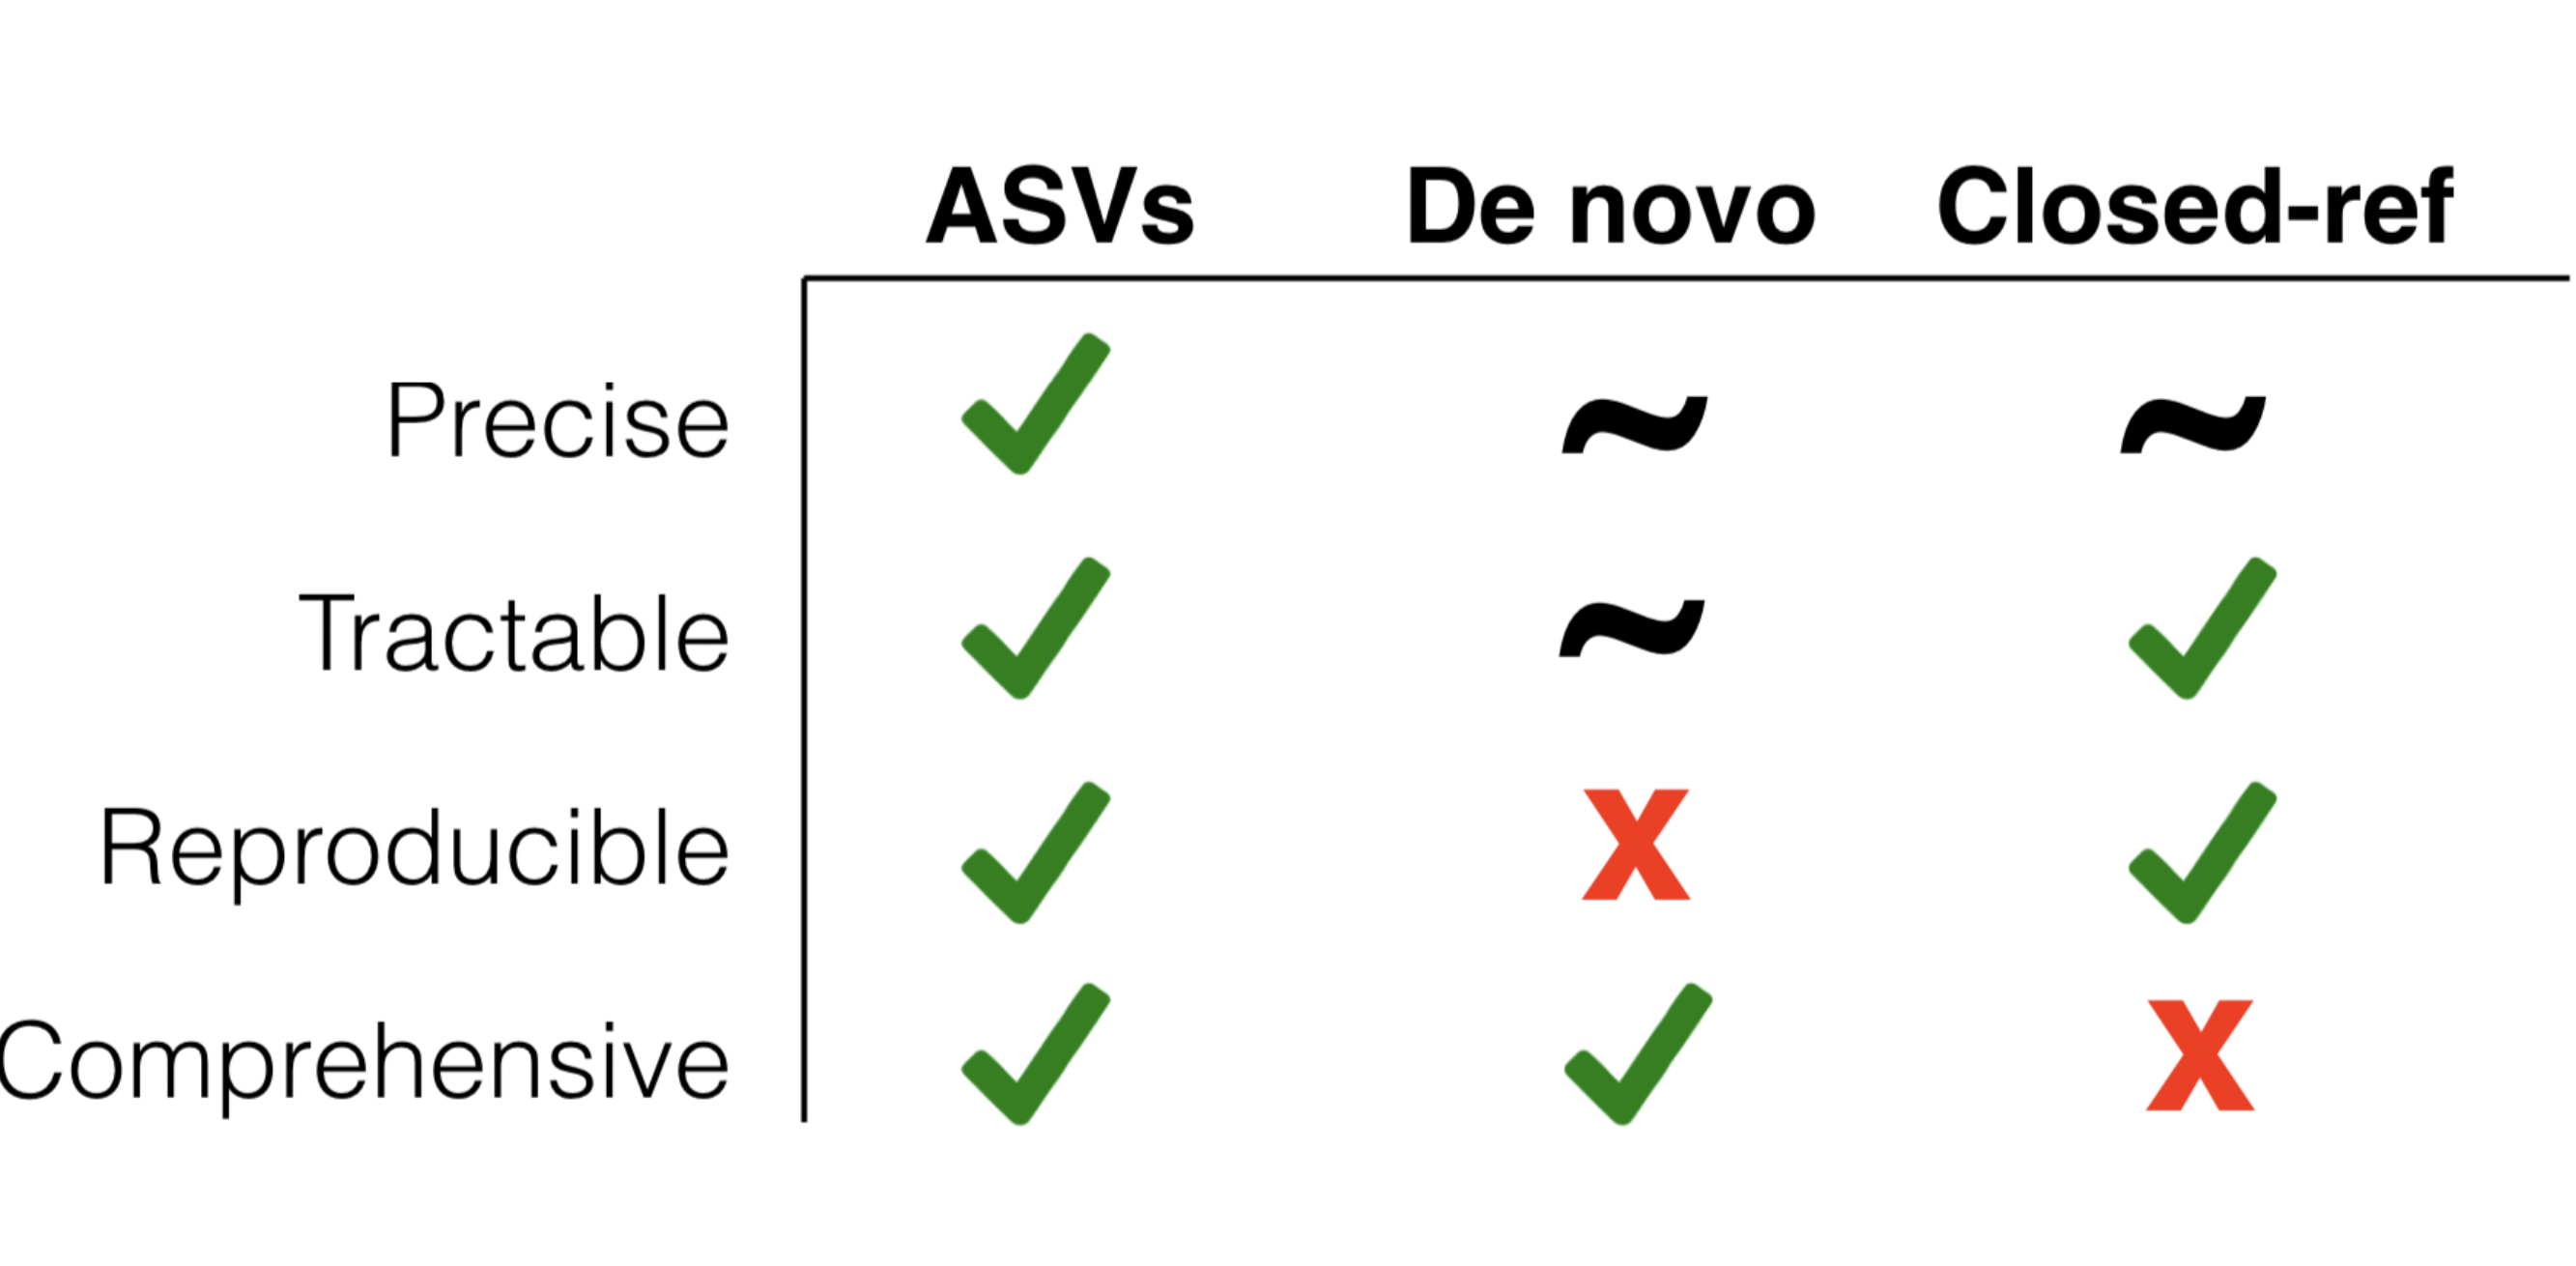 ASVs De novo Closed-ref
Precise ~ ~
Tractable ~
Reproducible X
Comprehensive X